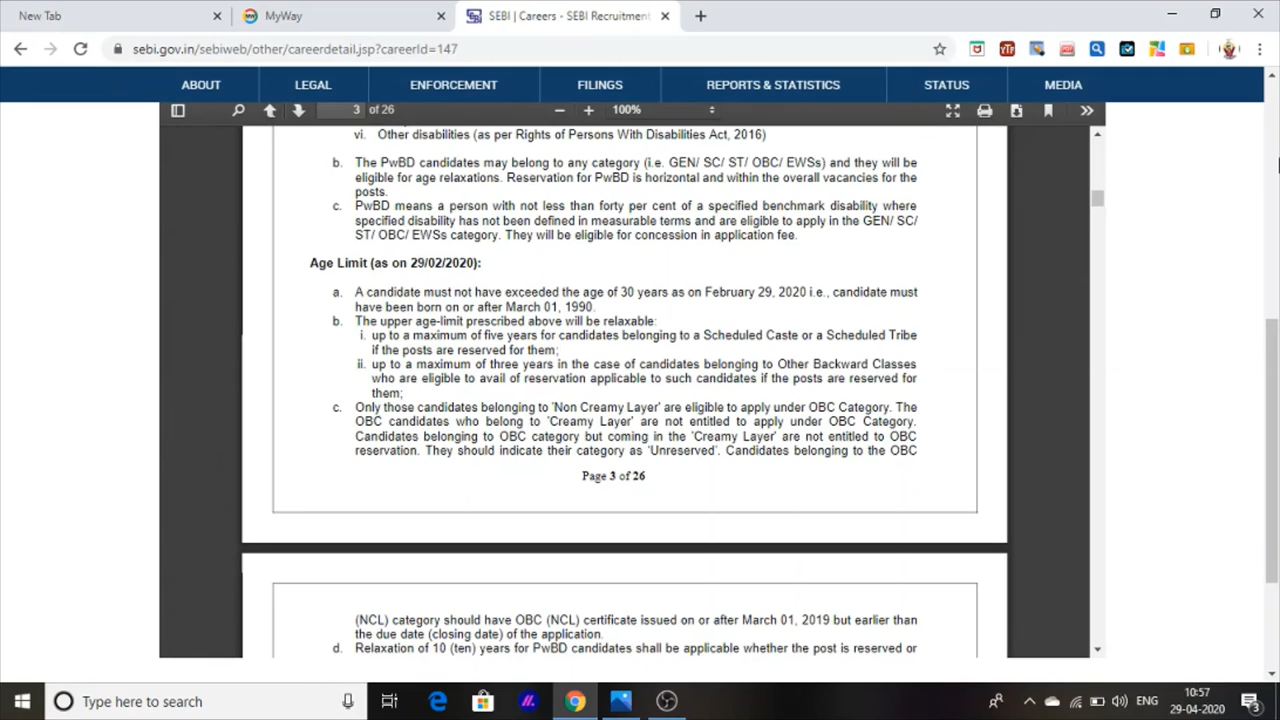 New Tab
MyWay
SEBI | Careers - SEBI Recruitment
sebi.gov.in/sebiweb/other/careerdetail.jsp?careerId=147
ABOUT LEGAL ENFORCEMENT FILINGS REPORTS & STATISTICS STATUS MEDIA
3 of 26 100%
vi. Other disabilities (as per Rights of Persons With Disabilities Act, 2016)
b. The PwBD candidates may belong to any category (i.e. GEN/ SC/ ST/ OBC/ EWSs) and they will be
eligible for age relaxations. Reservation for PwBD is horizontal and within the overall vacancies for the
posts.
c. PwBD means a person with not less than forty per cent of a specified benchmark disability where
specified disability has not been defined in measurable terms and are eligible to apply in the GEN/ SC/
ST/ OBC/ EWSs category. They will be eligible for concession in application fee.
Age Limit (as on 29/02/2020):
a. A candidate must not have exceeded the age of 30 years as on February 29, 2020 i.e., candidate must
have been born on or after March 01, 1990.
b. The upper age-limit prescribed above will be relaxable:
i. up to a maximum of five years for candidates belonging to a Scheduled Caste or a Scheduled Tribe
if the posts are reserved for them;
ii. up to a maximum of three years in the case of candidates belonging to Other Backward Classes
who are eligible to avail of reservation applicable to such candidates if the posts are reserved for
them;
c. Only those candidates belonging to 'Non Creamy Layer' are eligible to apply under OBC Category. The
OBC candidates who belong to 'Creamy Layer' are not entitled to apply under OBC Category.
Candidates belonging to OBC category but coming in the 'Creamy Layer' are not entitled to OBC
reservation. They should indicate their category as 'Unreserved'. Candidates belonging to the OBC
Page 3 of 26
(NCL) category should have OBC (NCL) certificate issued on or after March 01, 2019 but earlier than
the due date (closing date) of the application.
d. Relaxation of 10 (ten) years for PwBD candidates shall be applicable whether the post is reserved or
Type here to search
ENG
10:57
29-04-2020
3